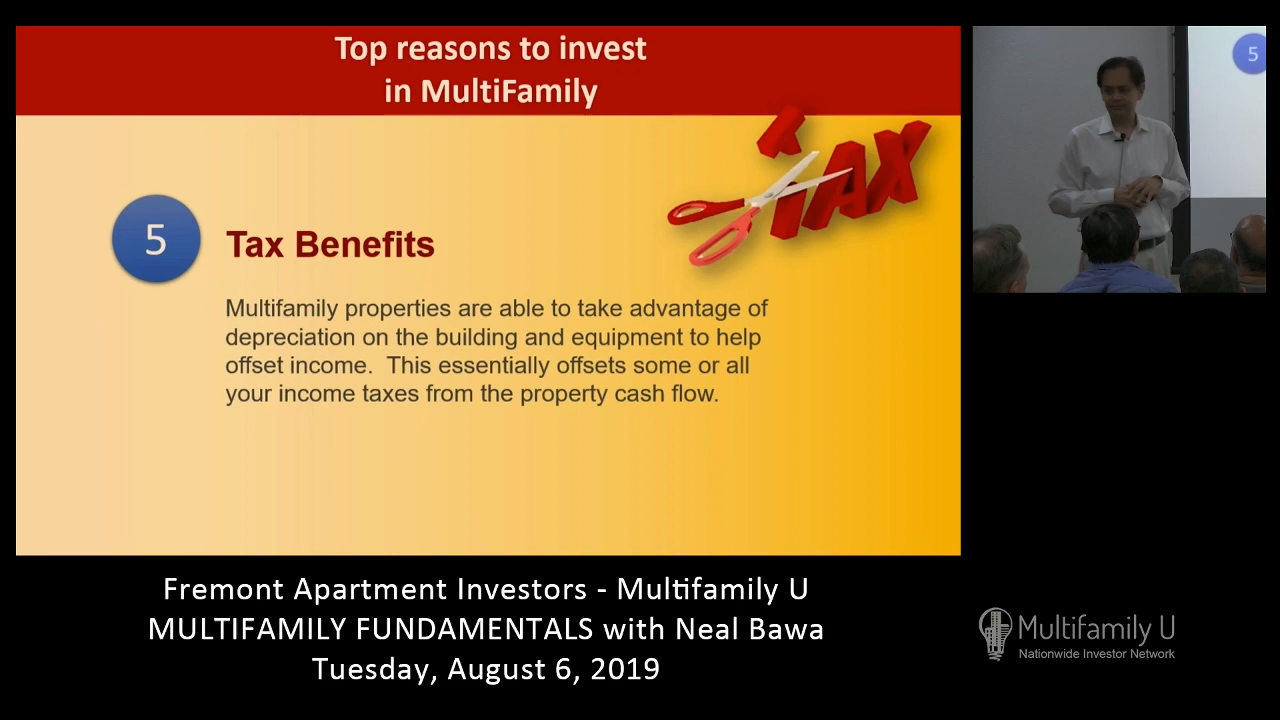 Top reasons to invest
in MultiFamily
TAX
5
Tax Benefits
Multifamily properties are able to take advantage of
depreciation on the building and equipment to help
offset income.  This essentially offsets some or all
your income taxes from the property cash flow.
5
Fremont Apartment Investors - Multifamily U
MULTIFAMILY FUNDAMENTALS with Neal Bawa
Tuesday, August 6, 2019
Multifamily U
Nationwide Investor Network